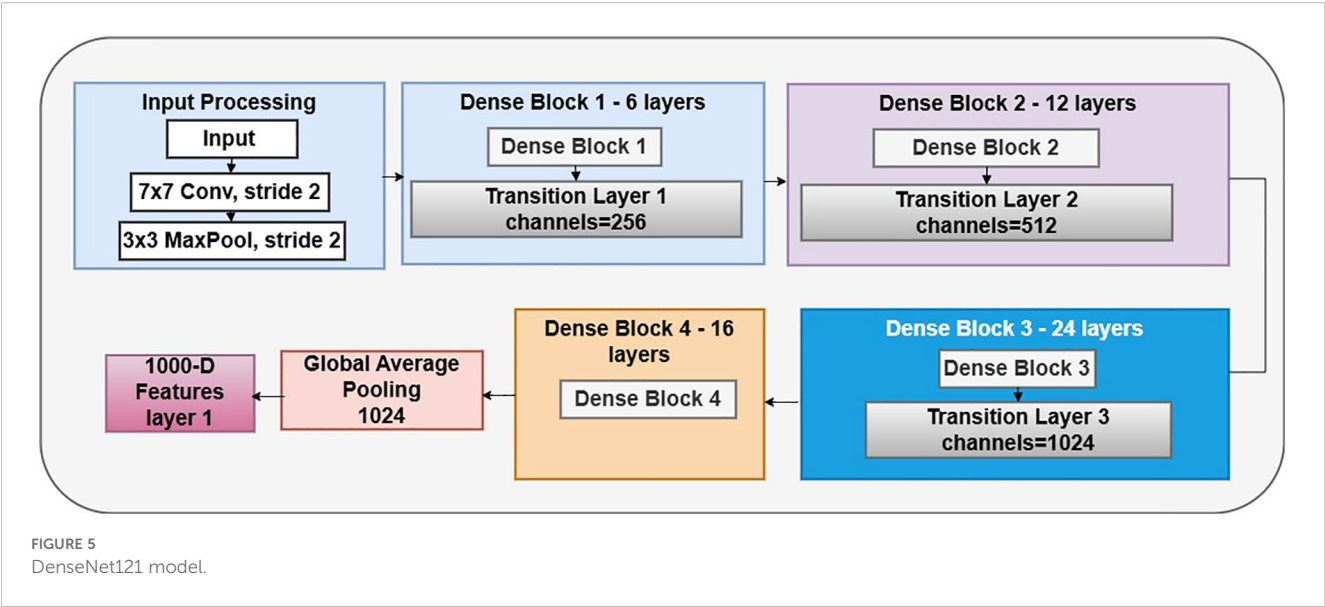 Input Processing
Input
7x7 Conv, stride 2
3x3 MaxPool, stride 2
Dense Block 1 - 6 layers
Dense Block 1
Transition Layer 1
channels=256
Dense Block 2 - 12 layers
Dense Block 2
Transition Layer 2
channels=512
Dense Block 3 - 24 layers
Dense Block 3
Transition Layer 3
channels=1024
Dense Block 4 - 16
layers
Dense Block 4
Global Average
Pooling
1024
1000-D
Features
layer 1
FIGURE 5
DenseNet121 model.